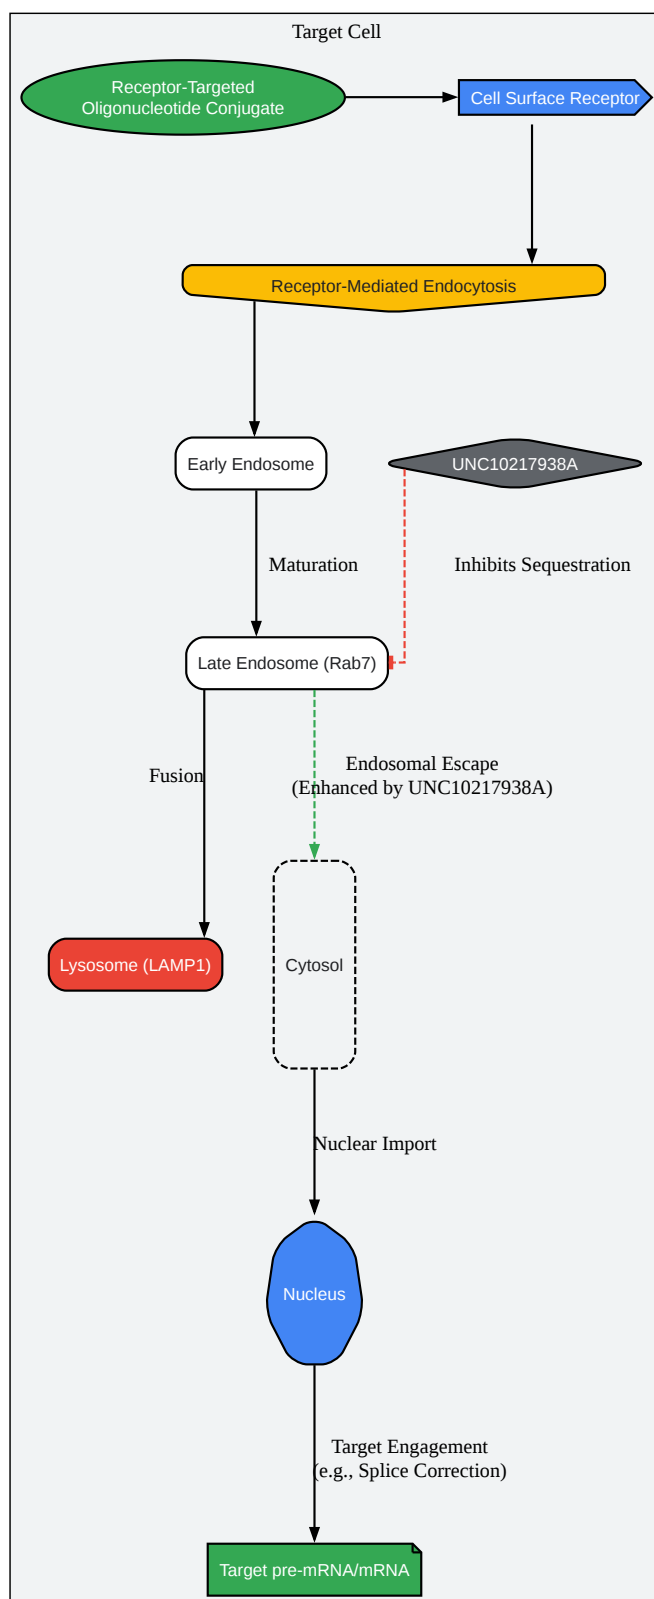 Target Cell
Receptor-Targeted
Oligonucleotide Conjugate
Cell Surface Receptor
Receptor-Mediated Endocytosis
Early Endosome
UNC10217938A
Maturation
Inhibits Sequestration
Late Endosome (Rab7)
Fusion
Endosomal Escape
(Enhanced by UNC10217938A)
Lysosome (LAMP1)
Cytosol
Nuclear Import
Nucleus
Target Engagement
(e.g., Splice Correction)
Target pre-mRNA/mRNA